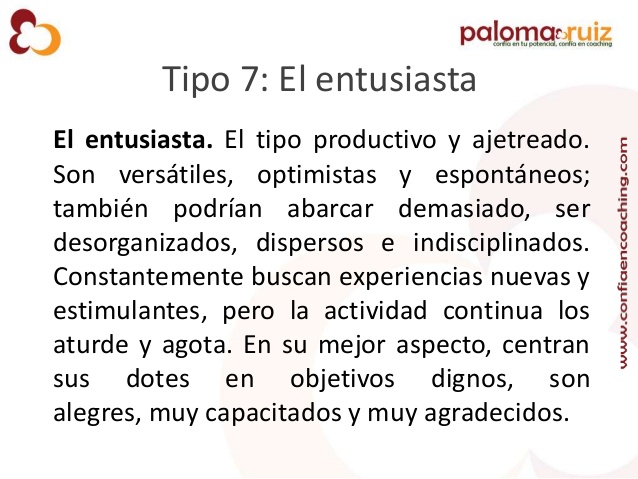 paloma ruiz
confía en tu potencial, confía en coaching
Tipo 7: El entusiasta
El entusiasta. El tipo productivo y ajetreado.
Son versátiles, optimistas y espontáneos;
también podrían abarcar demasiado, ser
desorganizados, dispersos e indisciplinados.
Constantemente buscan experiencias nuevas y
estimulantes, pero la actividad continua los
aturde y agota. En su mejor aspecto, centran
sus dotes en objetivos dignos, son
alegres, muy capacitados y muy agradecidos.
www.confiaencoaching.com